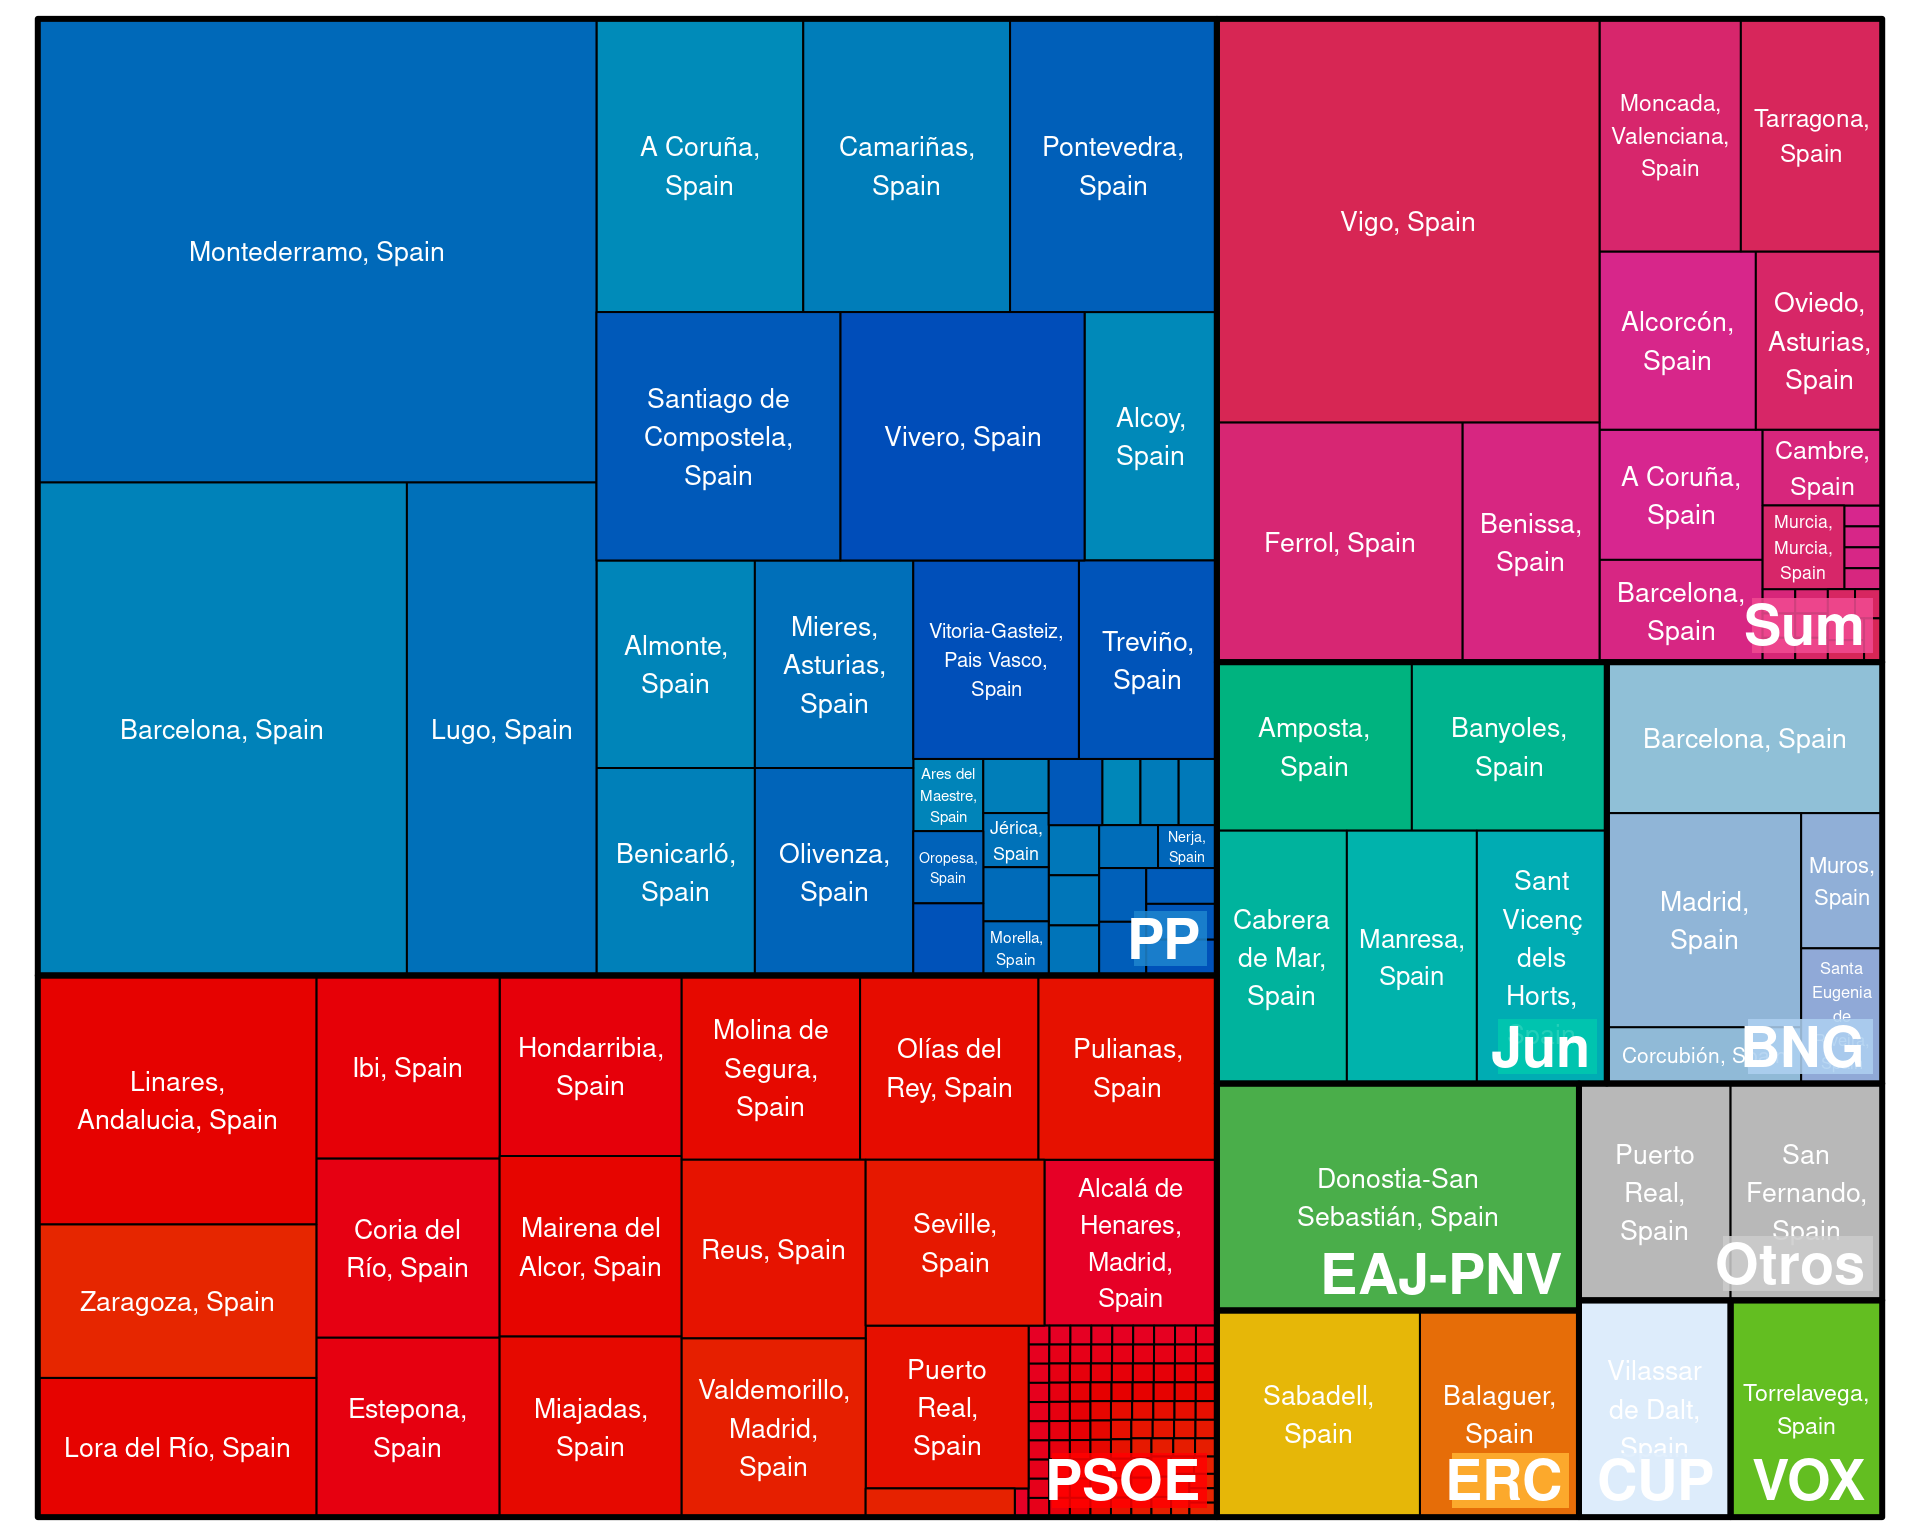 Montederramo, Spain
A Coruña,
Spain
Camariñas,
Spain
Pontevedra,
Spain
Santiago de
Compostela,
Spain
Vivero, Spain
Alcoy,
Spain
Barcelona, Spain
Lugo, Spain
Almonte,
Spain
Mieres,
Asturias,
Spain
Vitoria-Gasteiz,
Pais Vasco,
Spain
Treviño,
Spain
Benicarló,
Spain
Olivenza,
Spain
Ares del
Maestre,
Spain
Oropesa,
Spain
Jérica,
Spain
Morella,
Spain
Nerja,
Spain
PP
Vigo, Spain
Moncada,
Valenciana,
Spain
Tarragona,
Spain
Alcorcón,
Spain
Oviedo,
Asturias,
Spain
Ferrol, Spain
Benissa,
Spain
A Coruña,
Spain
Cambre,
Spain
Murcia,
Murcia,
Spain
Barcelona,
Spain
Sum
Amposta,
Spain
Banyoles,
Spain
Cabrera
de Mar,
Spain
Manresa,
Spain
Sant
Vicenç
dels
Horts,
Spain
Jun
Barcelona, Spain
Madrid,
Spain
Muros,
Spain
Santa
Eugenia
de
Corcubión, Spain
BNG
Linares,
Andalucia, Spain
Ibi, Spain
Hondarribia,
Spain
Molina de
Segura,
Spain
Olías del
Rey, Spain
Pulianas,
Spain
Zaragoza, Spain
Coria del
Río, Spain
Mairena del
Alcor, Spain
Reus, Spain
Seville,
Spain
Alcalá de
Henares,
Madrid,
Spain
Lora del Río, Spain
Estepona,
Spain
Miajadas,
Spain
Valdemorillo,
Madrid,
Spain
Puerto
Real,
Spain
PSOE
Donostia-San
Sebastián, Spain
EAJ-PNV
Puerto
Real,
Spain
San
Fernando,
Spain
Otros
Sabadell,
Spain
Balaguer,
Spain
ERC
Vilassar
de Dalt,
Spain
CUP
Torrelavega,
Spain
VOX